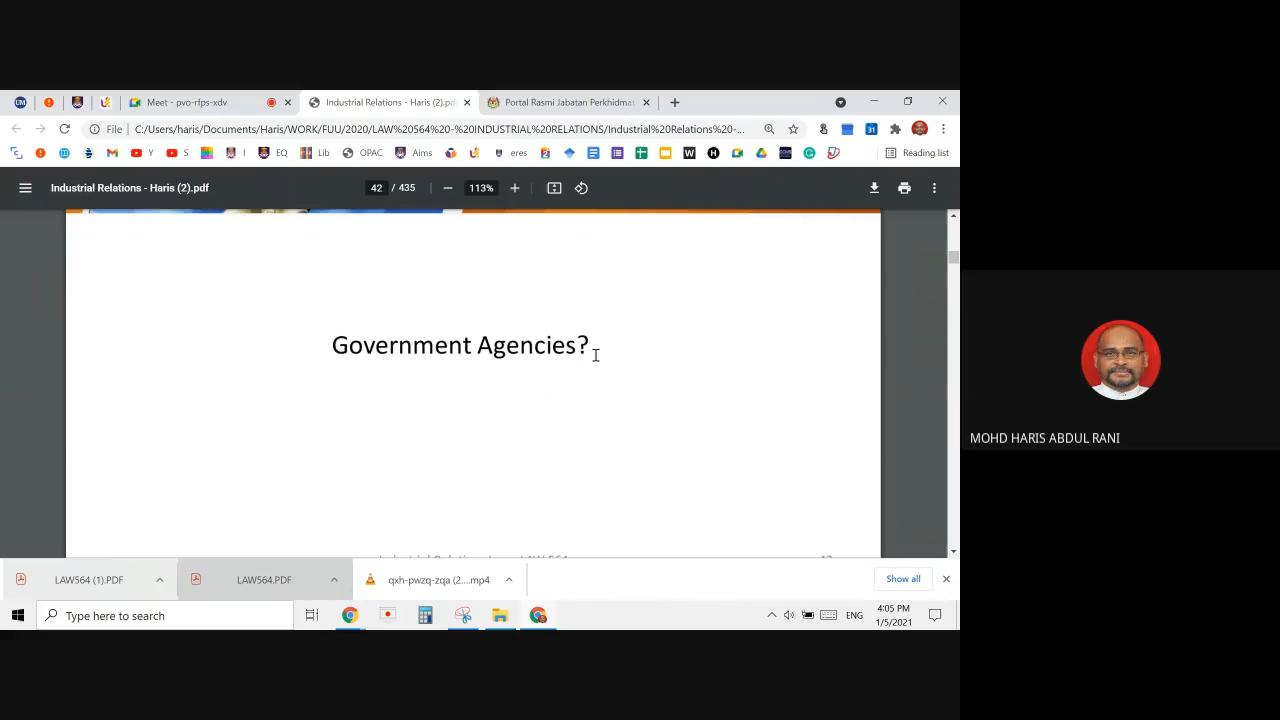 Meet - pvo-rfps-xdv
Industrial Relations - Haris (2).pd
Portal Rasmi Jabatan Perkhidmat
File
C:/Users/haris/Documents/Haris/WORK/FUU/2020/LAW%20564%20-%20INDUSTRIAL%20RELATIONS/Industrial%20Relations%20-...
Y
S
I
EQ
Lib
OPAC
Aims
eres
Reading list
Industrial Relations - Haris (2).pdf
42 / 435
113%
Government Agencies?
MOHD HARIS ABDUL RANI
LAW564 (1).PDF
LAW564.PDF
qxh-pwzq-zqa (2....mp4
Show all
Type here to search
ENG
4:05 PM
1/5/2021